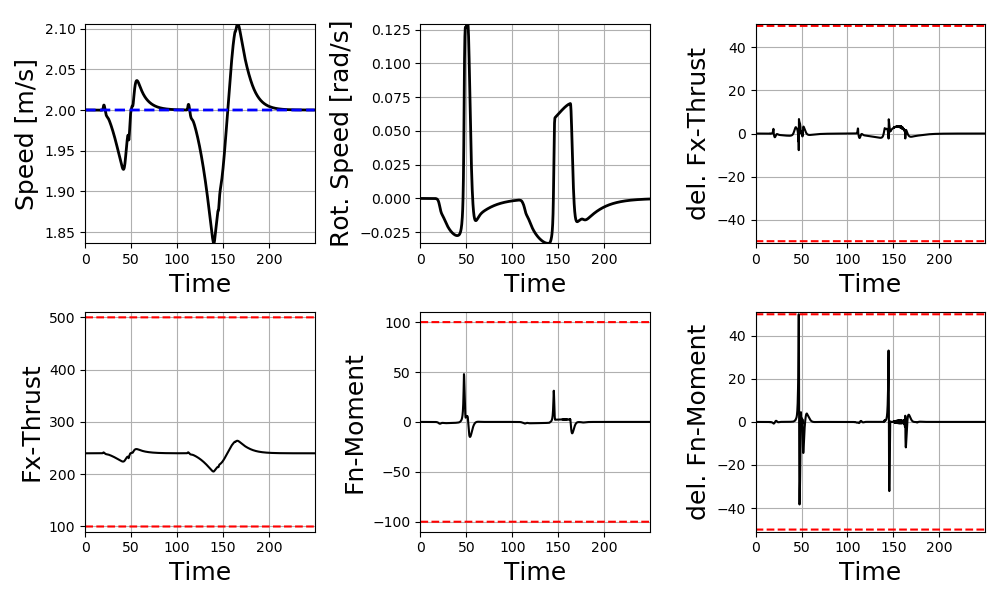 Speed [m/s]
2.10
2.05
2.00
1.95
1.90
1.85
0 50 100 150 200
Time
Rot. Speed [rad/s]
0.125
0.100
0.075
0.050
0.025
0.000
−0.025
0 50 100 150 200
Time
del. Fx-Thrust
40
20
0
−20
−40
0 50 100 150 200
Time
Fx-Thrust
500
400
300
200
100
0 50 100 150 200
Time
Fn-Moment
100
50
0
−50
−100
0 50 100 150 200
Time
del. Fn-Moment
40
20
0
−20
−40
0 50 100 150 200
Time